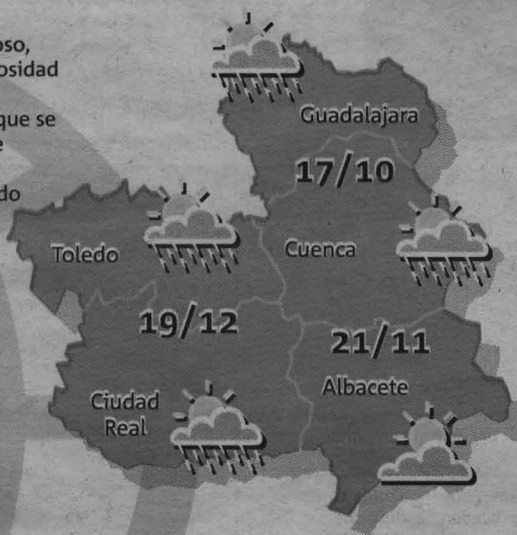 oso,
osidad
que se
e
do
Guadalajara
17/10
Toledo
Cuenca
19/12
21/11
Ciudad
Real
Albacete